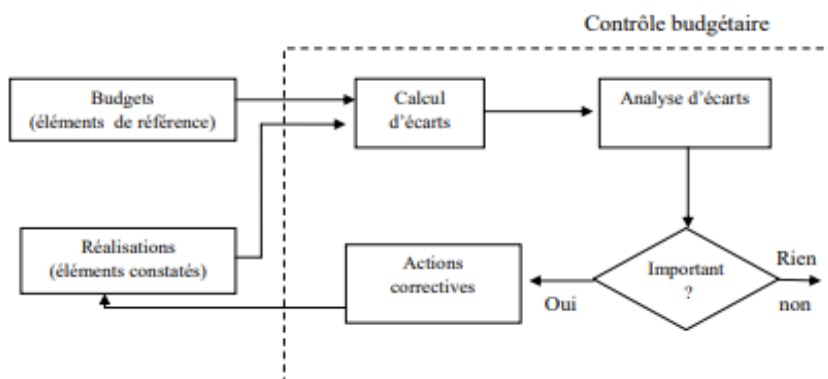 Contrôle budgétaire
Budgets
(éléments de référence)
Calcul
d'écarts
Analyse d'écarts
Réalisations
(éléments constatés)
Actions
correctives
Important
?
Rien
Oui
non